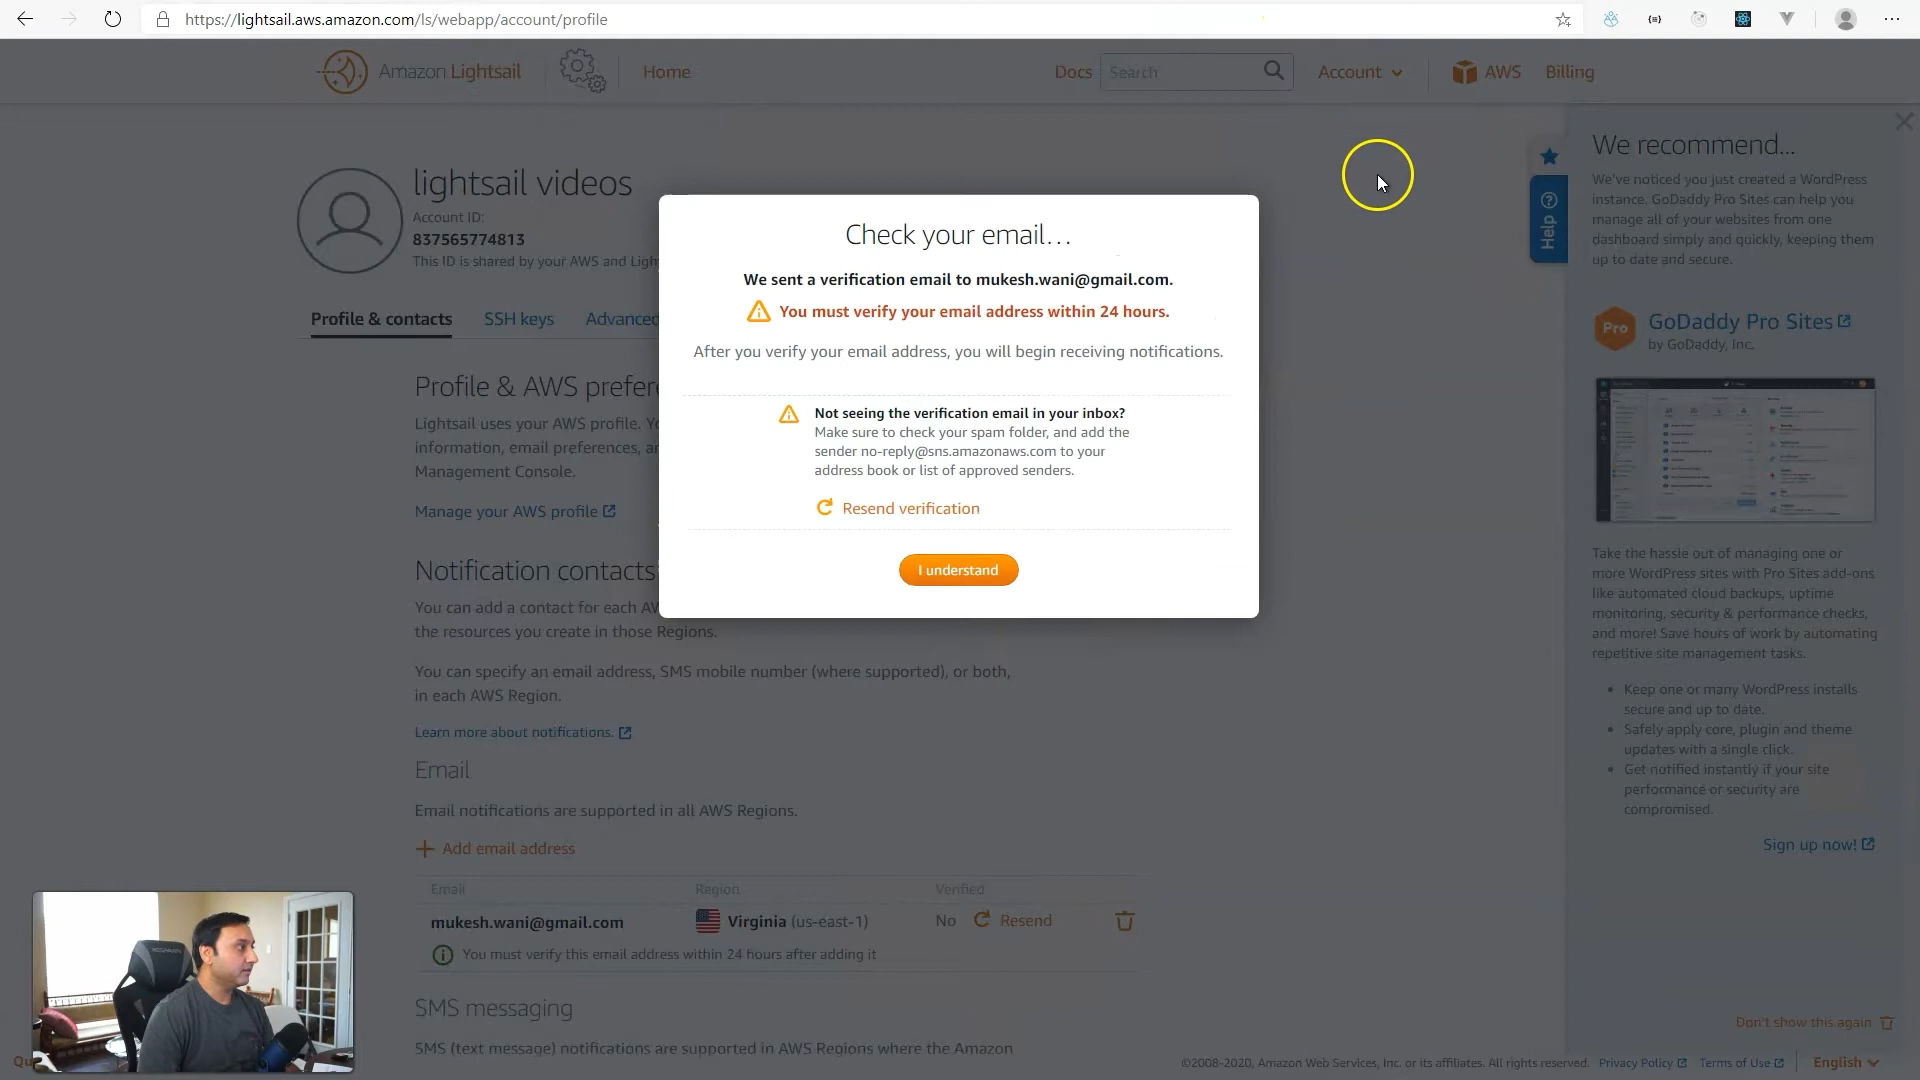 https://lightsail.aws.amazon.com/ls/webapp/account/profile
Amazon Lightsail
Home
Docs
Search
Account
AWS
Billing
lightsail videos
Account ID:
837565774813
This ID is shared by your AWS and Ligh
Profile & contacts
SSH keys
Advanced
Profile & AWS prefere
Lightsail uses your AWS profile. Yo
information, email preferences, an
Management Console.
Manage your AWS profile
Notification contacts
You can add a contact for each AW
the resources you create in those Regions.
You can specify an email address, SMS mobile number (where supported), or both,
in each AWS Region.
Learn more about notifications.
Email
Email notifications are supported in all AWS Regions.
Add email address
Email Region Verified
mukesh.wani@gmail.com Virginia (us-east-1) No Resend
You must verify this email address within 24 hours after adding it
SMS messaging
SMS (text message) notifications are supported in AWS Regions where the Amazon
Check your email...
We sent a verification email to mukesh.wani@gmail.com.
You must verify your email address within 24 hours.
After you verify your email address, you will begin receiving notifications.
Not seeing the verification email in your inbox?
Make sure to check your spam folder, and add the
sender no-reply@sns.amazonaws.com to your
address book or list of approved senders.
Resend verification
I understand
Help
We recommend...
We've noticed you just created a WordPress
instance. GoDaddy Pro Sites can help you
manage all of your websites from one
dashboard simply and quickly, keeping them
up to date and secure.
Pro
GoDaddy Pro Sites
by GoDaddy, Inc.
Take the hassle out of managing one or
more WordPress sites with Pro Sites add-ons
like automated cloud backups, uptime
monitoring, security & performance checks,
and more! Save hours of work by automating
repetitive site management tasks.
• Keep one or many WordPress installs
secure and up to date.
• Safely apply core, plugin and theme
updates with a single click.
• Get notified instantly if your site
performance or security are
compromised.
Sign up now!
Don't show this again
Qu
©2008-2020, Amazon Web Services, Inc. or its affiliates. All rights reserved. Privacy Policy Terms of Use English